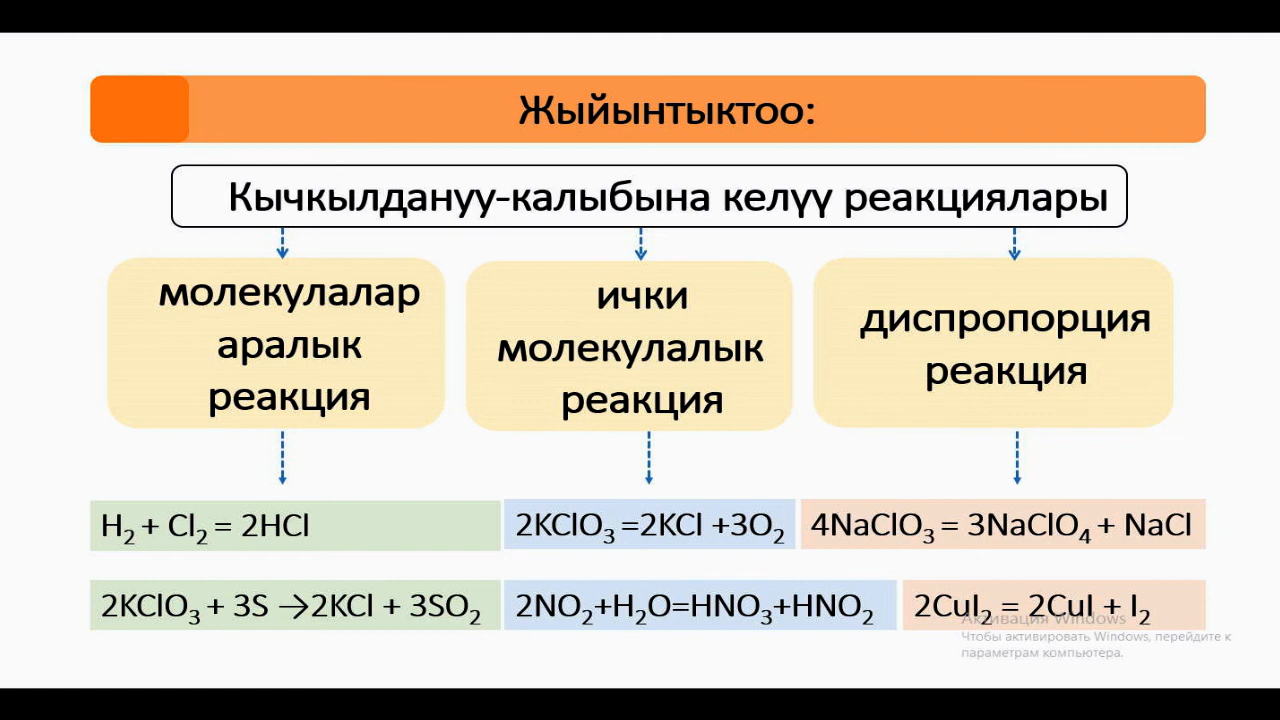 Жыйынтыктоо:
Кычкылдануу-калыбына келүү реакциялары
молекулалар
аралык
реакция
ички
молекулалык
реакция
диспропорция
реакция
H₂ + Cl₂ = 2HCl
2KClO₃ =2KCl +3O₂
4NaClO₃ = 3NaClO₄ + NaCl
2KClO₃ + 3S →2KCl + 3SO₂
2NO₂+H₂O=HNO₃+HNO₂
2CuI₂ = 2CuI + I₂
Активация Windows
Чтобы активировать Windows, перейдите к
параметрам компьютера.